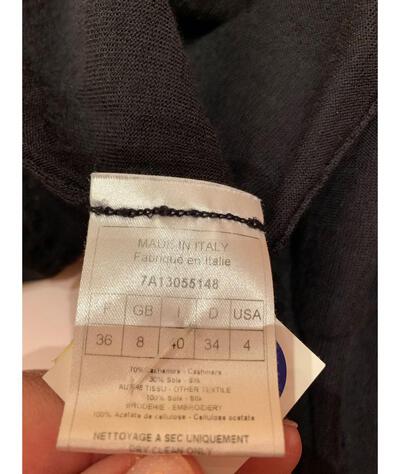 MADE IN ITALY
Fabriqué en Italie
7A13055148
F GB I D USA
36 8 40 34 4
70% Cachemire - Cashmere
30% Soie - Silk
AUTRE TISSU - OTHER TEXTILE
100% Soie - Silk
BRODERIE - EMBROIDERY
100% Acetate de cellulose - Cellulose acetate
NETTOYAGE A SEC UNIQUEMENT
DRY CLEAN ONLY